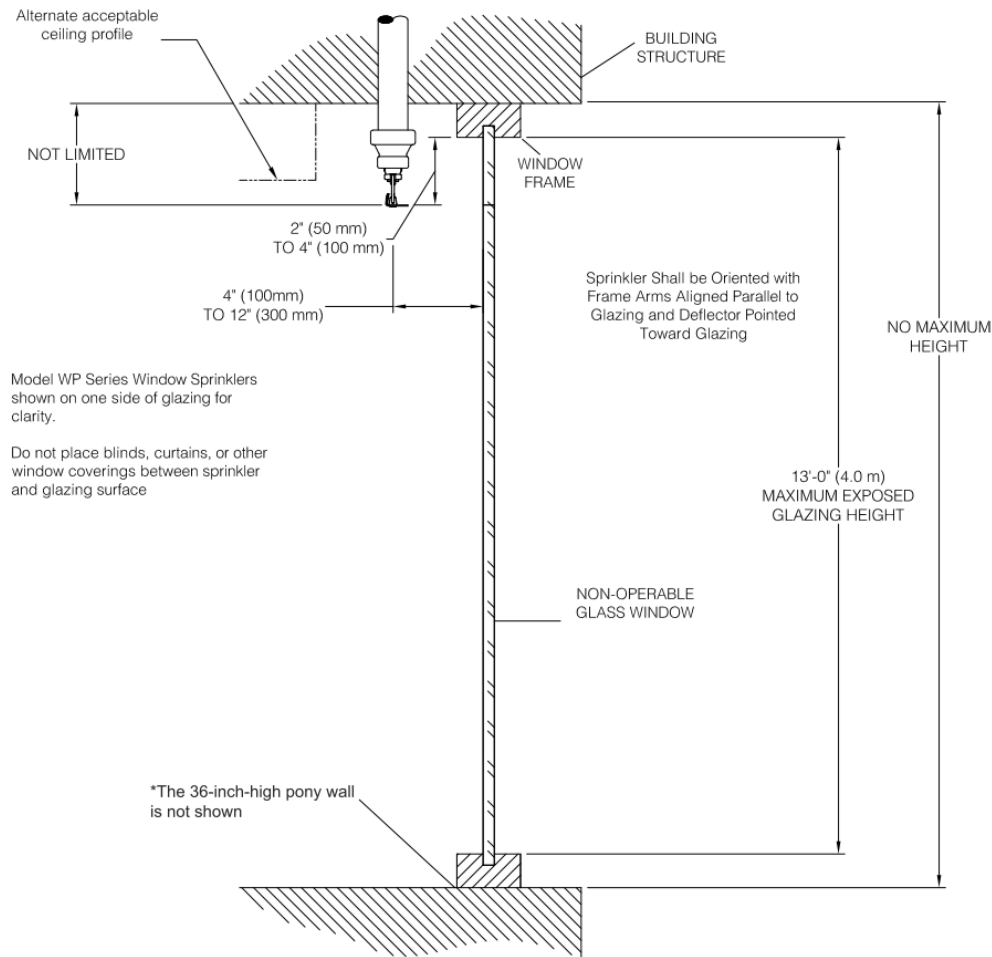 Alternate acceptable
ceiling profile
BUILDING
STRUCTURE
NOT LIMITED
WINDOW
FRAME
2" (50 mm)
TO 4" (100 mm)
4" (100mm)
TO 12" (300 mm)
Sprinkler Shall be Oriented with
Frame Arms Aligned Parallel to
Glazing and Deflector Pointed
Toward Glazing
NO MAXIMUM
HEIGHT
Model WP Series Window Sprinklers
shown on one side of glazing for
clarity.
Do not place blinds, curtains, or other
window coverings between sprinkler
and glazing surface
13'-0" (4.0 m)
MAXIMUM EXPOSED
GLAZING HEIGHT
NON-OPERABLE
GLASS WINDOW
*The 36-inch-high pony wall
is not shown